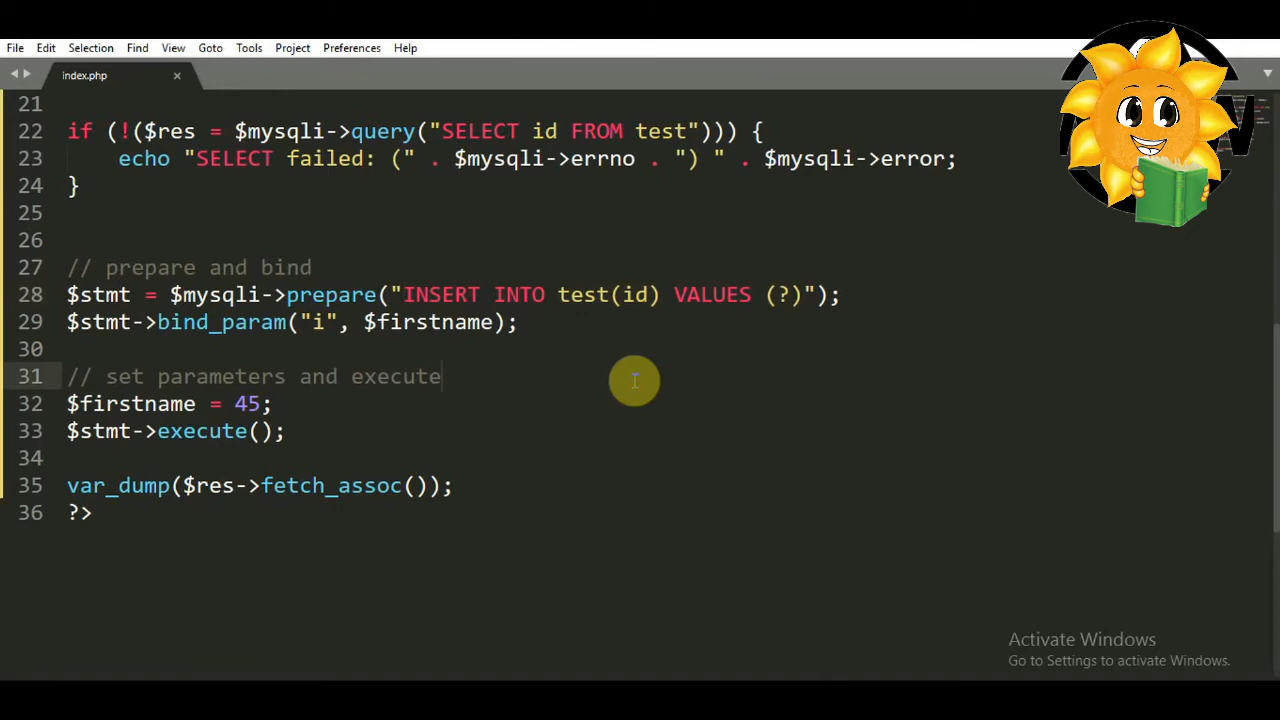 File Edit Selection Find View Goto Tools Project Preferences Help
index.php
21
22 if (!($res = $mysqli->query("SELECT id FROM test"))) {
23 echo "SELECT failed: (" . $mysqli->errno . ") " . $mysqli->error;
24 }
25
26
27 // prepare and bind
28 $stmt = $mysqli->prepare("INSERT INTO test(id) VALUES (?)");
29 $stmt->bind_param("i", $firstname);
30
31 // set parameters and execute
32 $firstname = 45;
33 $stmt->execute();
34
35 var_dump($res->fetch_assoc());
36 ?>
Activate Windows
Go to Settings to activate Windows.